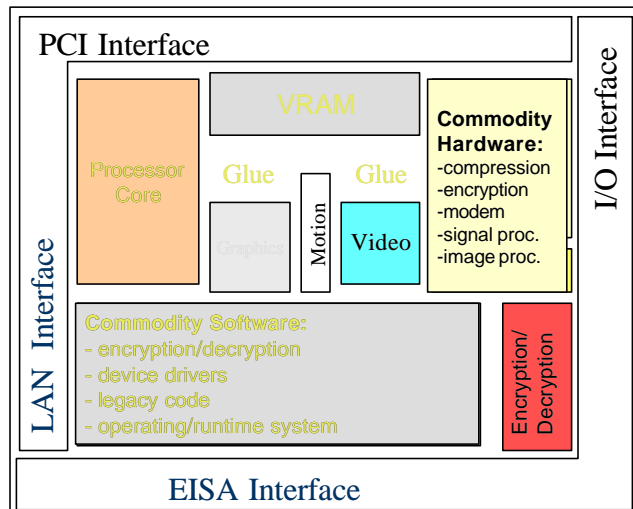 PCI Interface
I/O Interface
LAN Interface
Processor
Core
VRAM
Glue
Glue
Graphics
Motion
Video
Commodity
Hardware:
-compression
-encryption
-modem
-signal proc.
-image proc.
Commodity Software:
- encryption/decryption
- device drivers
- legacy code
- operating/runtime system
Encryption/
Decryption
EISA Interface